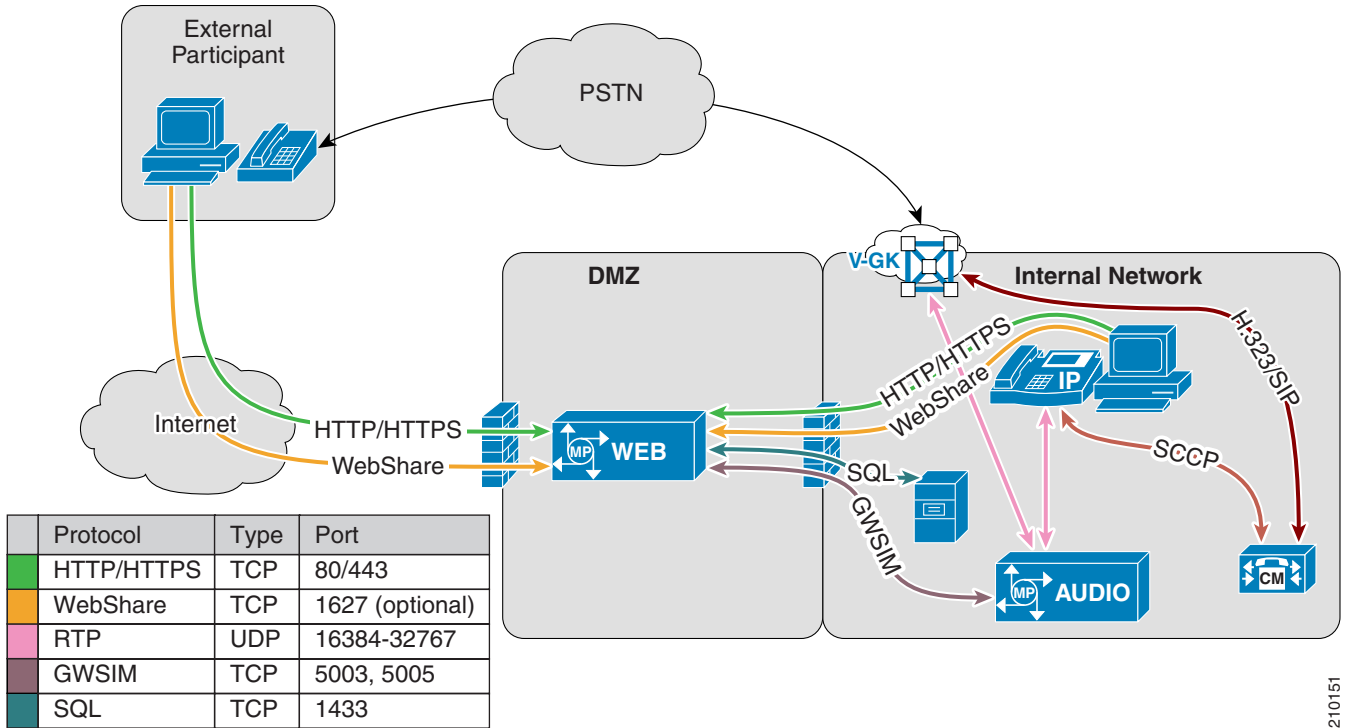 External
Participant
PSTN
V-GK
DMZ
Internal Network
HTTP/HTTPS
WebShare
H.323/SIP
IP
Internet
HTTP/HTTPS
WebShare
MP WEB
SQL
SCCP
GWSIM
MP AUDIO
CM
Protocol Type Port
HTTP/HTTPS TCP 80/443
WebShare TCP 1627 (optional)
RTP UDP 16384-32767
GWSIM TCP 5003, 5005
SQL TCP 1433
210151